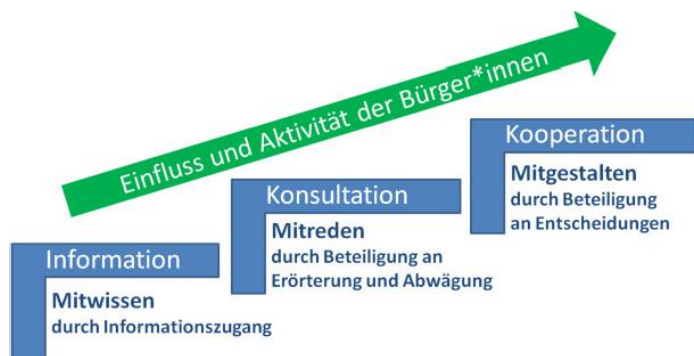 Einfluss und Aktivität der Bürger*innen
Information
Mitwissen
durch Informationszugang
Konsultation
Mitreden
durch Beteiligung an
Erörterung und Abwägung
Kooperation
Mitgestalten
durch Beteiligung
an Entscheidungen